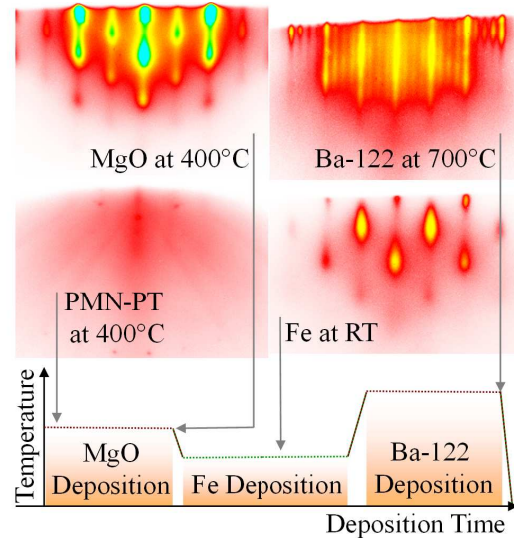 MgO at 400°C
Ba-122 at 700°C
PMN-PT
at 400°C
Fe at RT
Temperature
MgO
Deposition
Fe Deposition
Ba-122
Deposition
Deposition Time